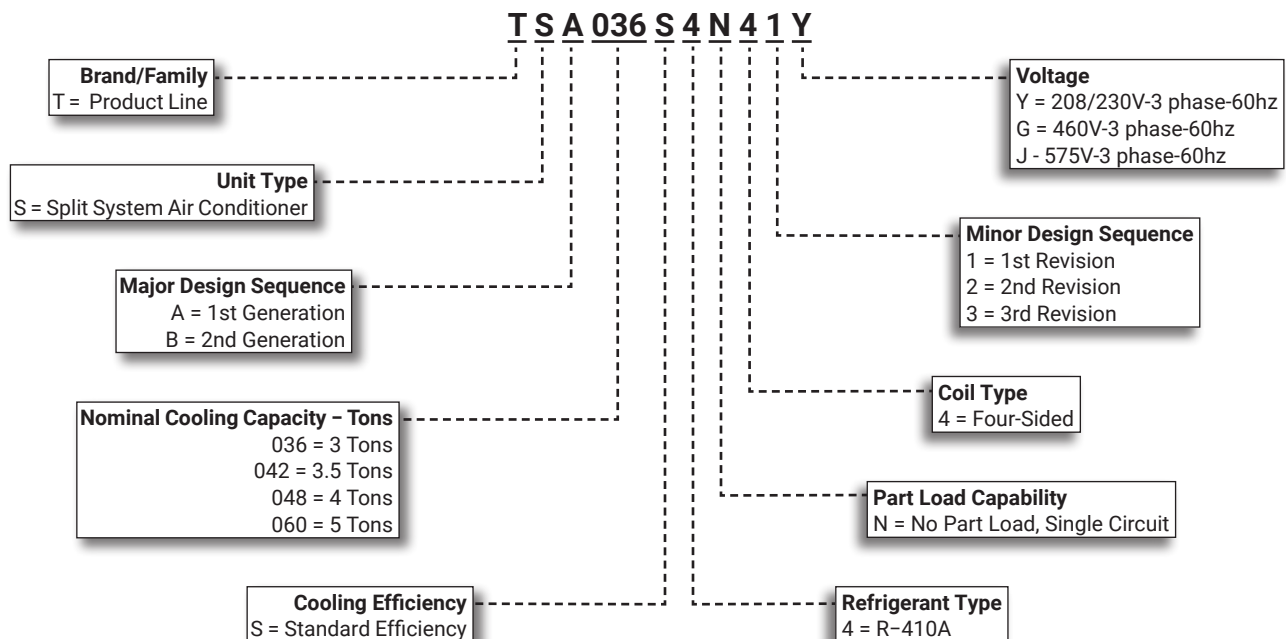 T S A 036 S 4 N 4 1 Y
Brand/Family
T = Product Line
Unit Type
S = Split System Air Conditioner
Major Design Sequence
A = 1st Generation
B = 2nd Generation
Nominal Cooling Capacity – Tons
036 = 3 Tons
042 = 3.5 Tons
048 = 4 Tons
060 = 5 Tons
Cooling Efficiency
S = Standard Efficiency
Voltage
Y = 208/230V-3 phase-60hz
G = 460V-3 phase-60hz
J - 575V-3 phase-60hz
Minor Design Sequence
1 = 1st Revision
2 = 2nd Revision
3 = 3rd Revision
Coil Type
4 = Four-Sided
Part Load Capability
N = No Part Load, Single Circuit
Refrigerant Type
4 = R–410A